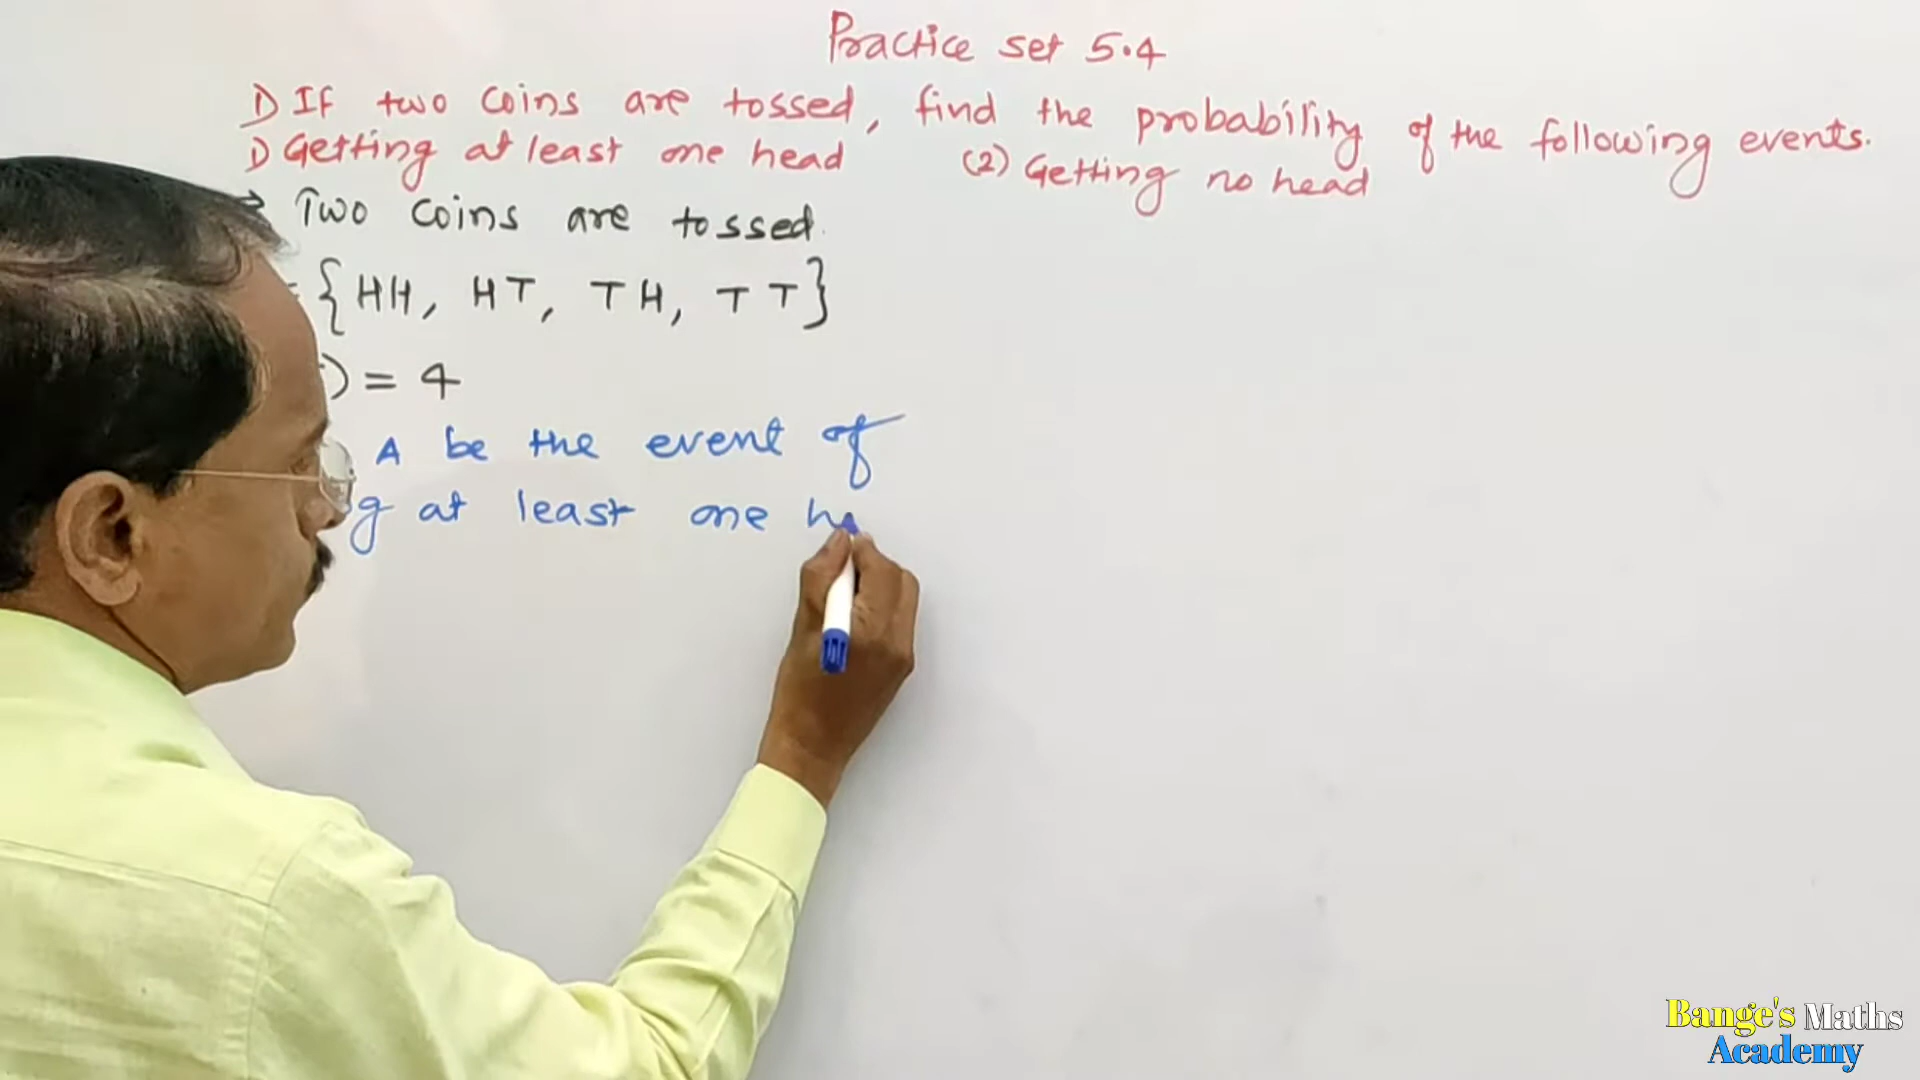 Practice set 5.4
1) If two coins are tossed, find the probability of the following events.
1) Getting at least one head (2) Getting no head
→ Two coins are tossed.
= {HH, HT, TH, TT}
) = 4
A be the event of
g at least one h
Bange's Maths
Academy